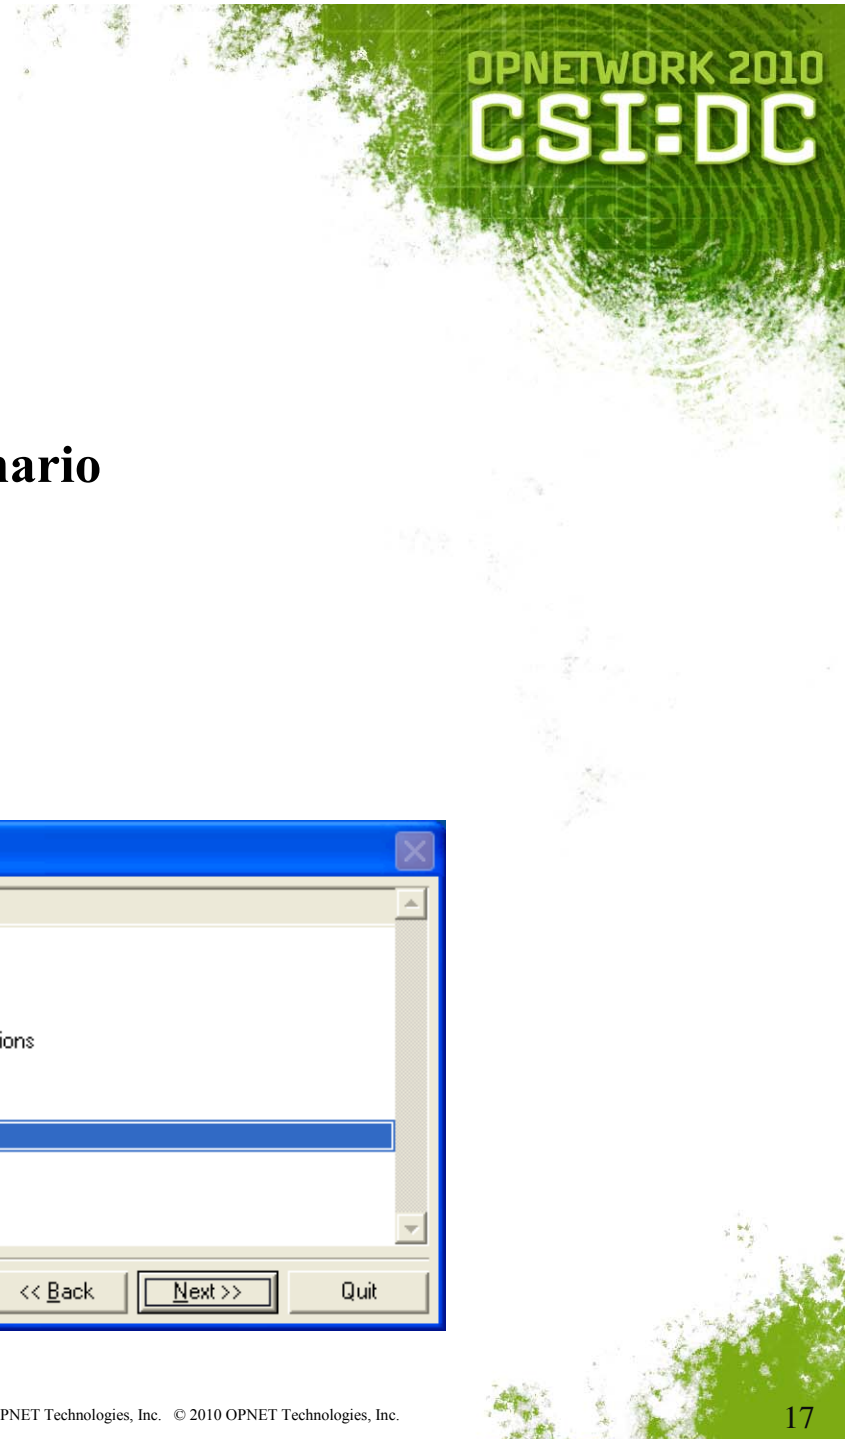 OPNETWORK 2010
CSI:DC
nario
ions
<< Back
Next >>
Quit
PNET Technologies, Inc. © 2010 OPNET Technologies, Inc.
17